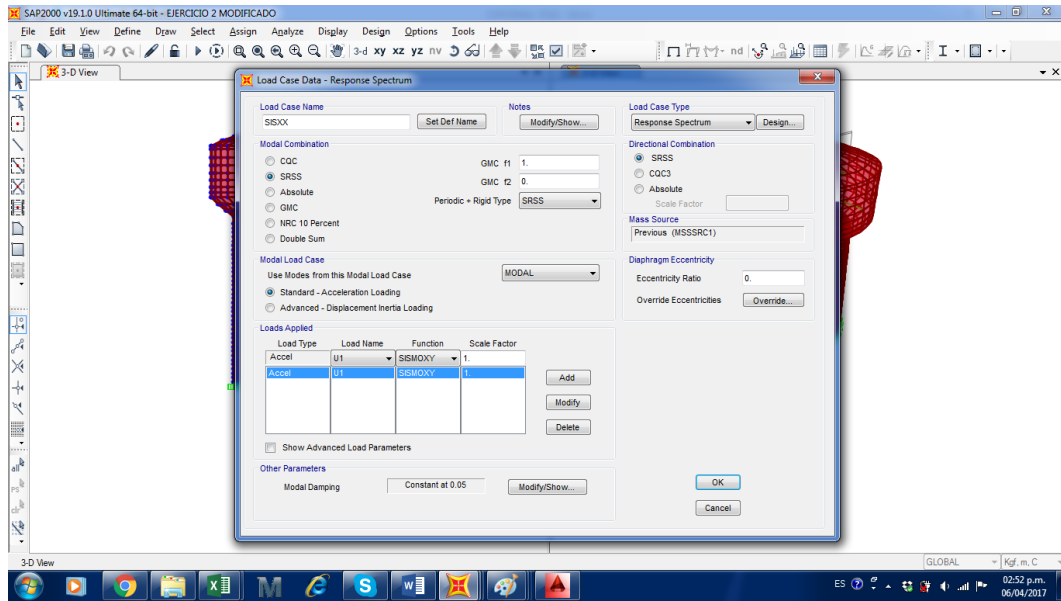 SAP2000 v19.1.0 Ultimate 64-bit - EJERCICIO 2 MODIFICADO
File Edit View Define Draw Select Assign Analyze Display Design Options Tools Help
3-d xy xz yz nv nd
3-D View
Load Case Data - Response Spectrum
Load Case Name
SISXX
Set Def Name
Notes
Modify/Show...
Load Case Type
Response Spectrum
Design...
Modal Combination
CQC
SRSS
Absolute
GMC
NRC 10 Percent
Double Sum
GMC f1 1.
GMC f2 0.
Periodic + Rigid Type SRSS
Directional Combination
SRSS
CQC3
Absolute
Scale Factor
Mass Source
Previous (MSSSRC1)
Modal Load Case
Use Modes from this Modal Load Case MODAL
Standard - Acceleration Loading
Advanced - Displacement Inertia Loading
Diaphragm Eccentricity
Eccentricity Ratio 0.
Override Eccentricities Override...
Loads Applied
Load Type Load Name Function Scale Factor
Accel U1 SISMOXY 1.
Accel U1 SISMOXY 1.
Add
Modify
Delete
Show Advanced Load Parameters
Other Parameters
Modal Damping Constant at 0.05 Modify/Show...
OK
Cancel
all
ps
clr
3-D View
GLOBAL
Kgf, m, C
ES
02:52 p.m.
06/04/2017